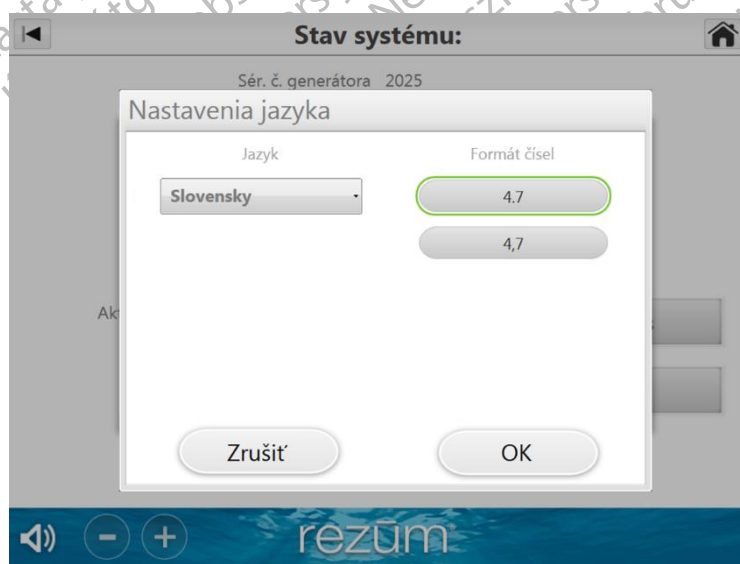 Stav systému:
Sér. č. generátora 2025
Nastavenia jazyka
Jazyk
Formát čísel
Slovensky
4.7
4,7
Zrušiť
OK
rezūm